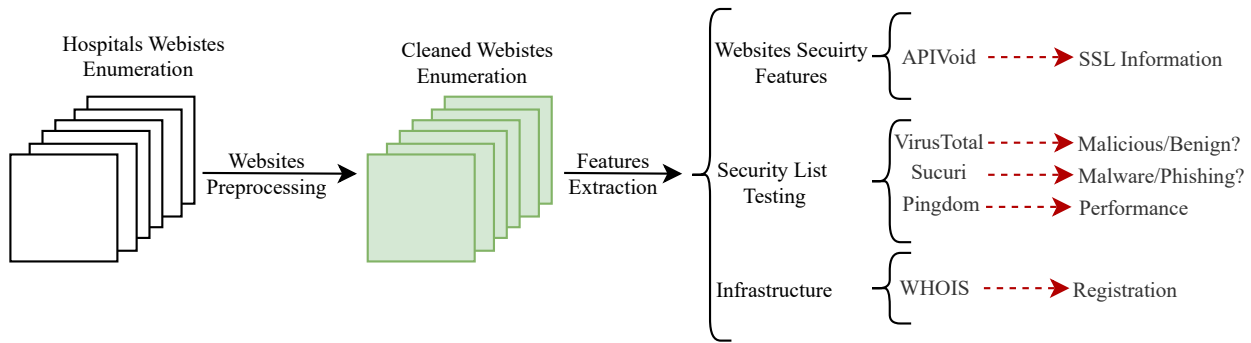 Hospitals Webistes
Enumeration
Websites
Preprocessing
Cleaned Webistes
Enumeration
Features
Extraction
Websites Secuirty
Features
APIVoid
SSL Information
Security List
Testing
VirusTotal
Malicious/Benign?
Sucuri
Malware/Phishing?
Pingdom
Performance
Infrastructure
WHOIS
Registration